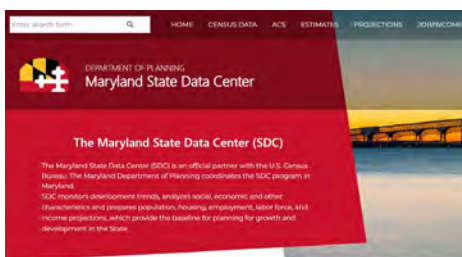 Enter search term
HOME CENSUS DATA ACS ESTIMATES PROJECTIONS JOB/INCOME
DEPARTMENT OF PLANNING
Maryland State Data Center
The Maryland State Data Center (SDC)
The Maryland State Data Center (SDC) is an official partner with the U.S. Census
Bureau. The Maryland Department of Planning coordinates the SDC program in
Maryland.
SDC monitors development trends, analyzes social, economic and other
characteristics and prepares population, housing, employment, labor force, and
income projections, which provide the baseline for planning for growth and
development in the State.